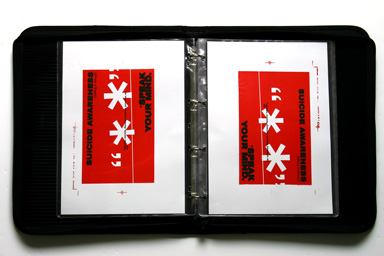 SUICIDE AWARENESS
"**"
'SPEAK
YOUR MIND.
SUICIDE AWARENESS
"**"
'SPEAK
YOUR
MIND.